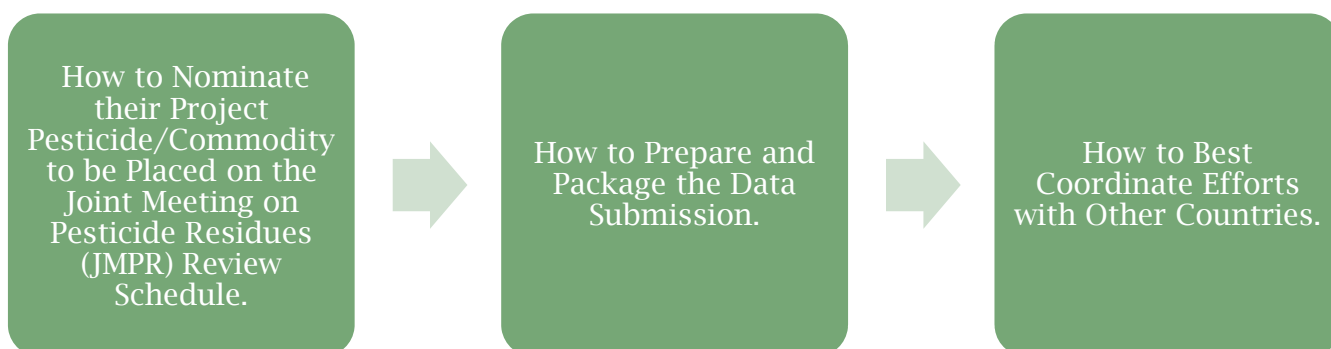 How to Nominate
their Project
Pesticide/Commodity
to be Placed on the
Joint Meeting on
Pesticide Residues
(JMPR) Review
Schedule.
How to Prepare and
Package the Data
Submission.
How to Best
Coordinate Efforts
with Other Countries.